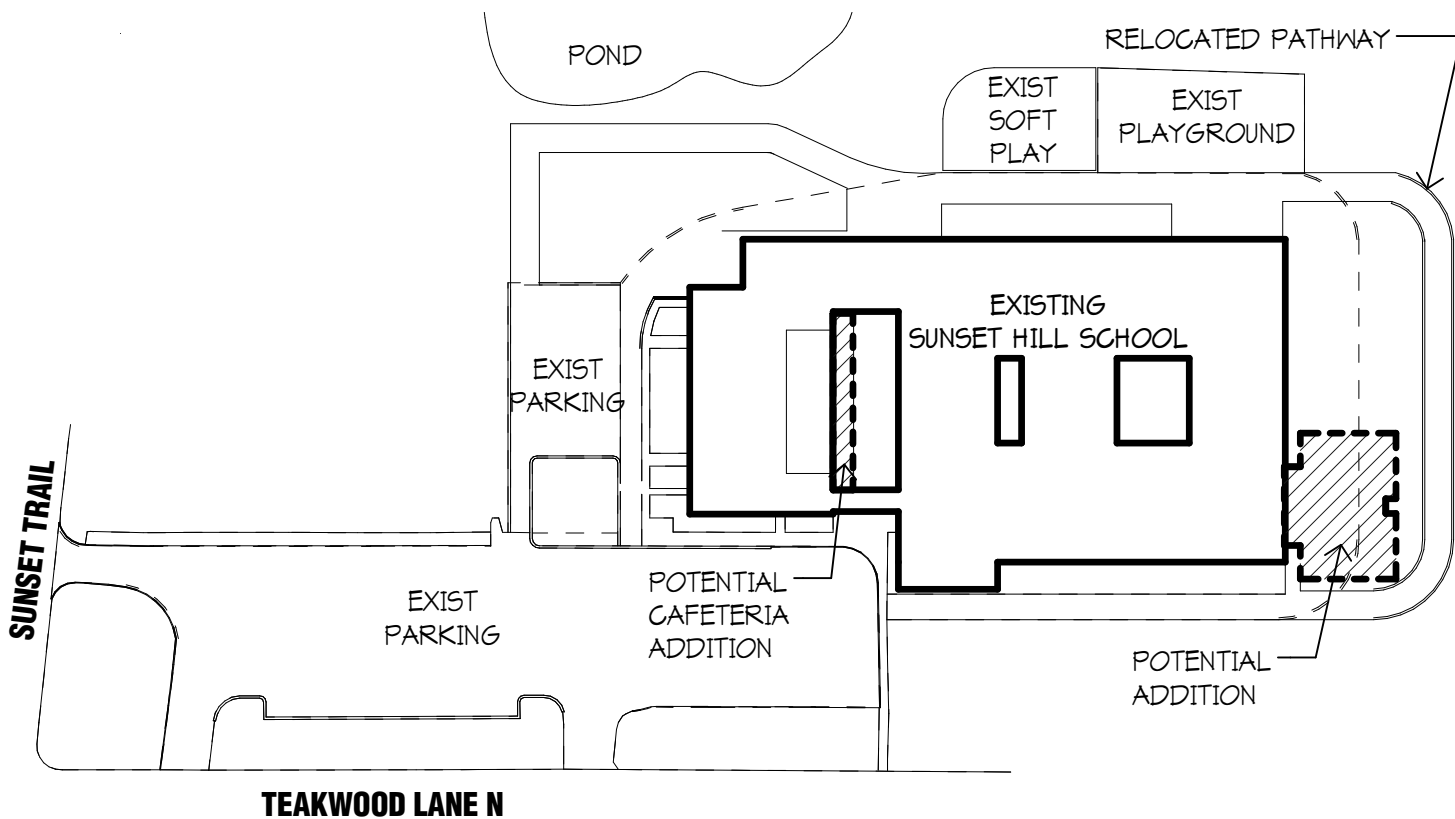 RELOCATED PATHWAY
POND
EXIST
SOFT
PLAY
EXIST
PLAYGROUND
EXISTING
SUNSET HILL SCHOOL
EXIST
PARKING
SUNSET TRAIL
EXIST
PARKING
POTENTIAL
CAFETERIA
ADDITION
POTENTIAL
ADDITION
TEAKWOOD LANE N